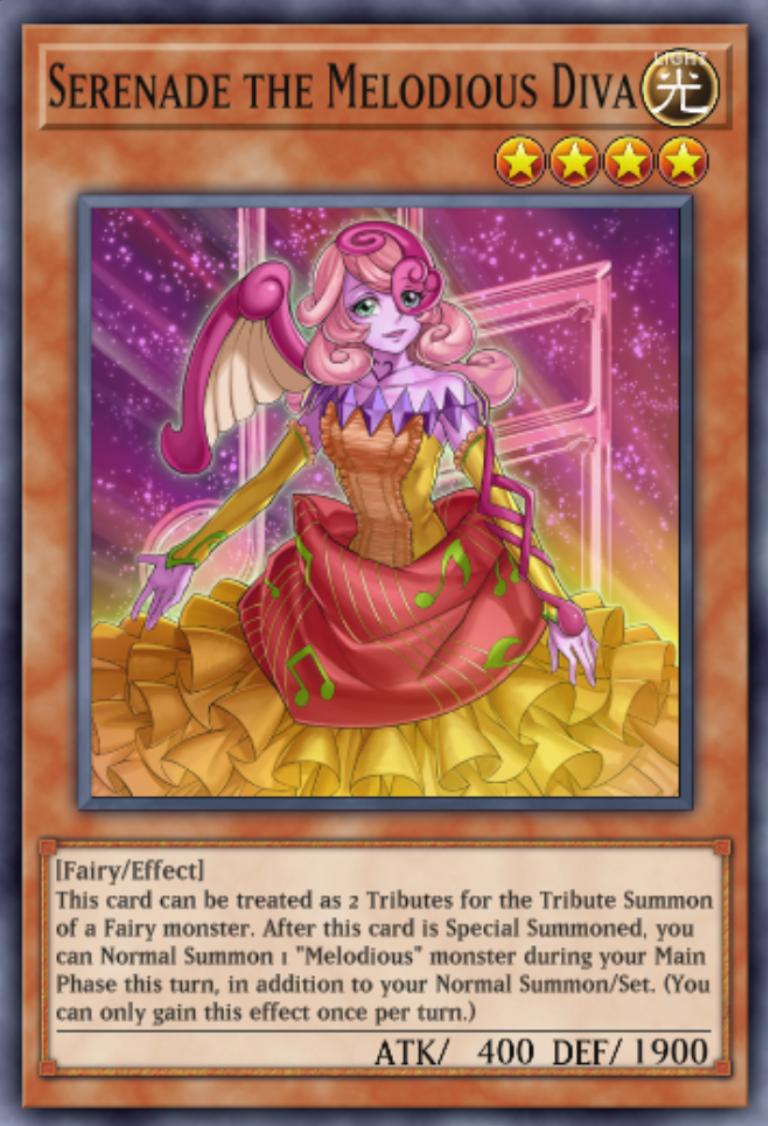 Serenade the Melodious Diva
LIGHT
光
[Fairy/Effect]
This card can be treated as 2 Tributes for the Tribute Summon
of a Fairy monster. After this card is Special Summoned, you
can Normal Summon 1 "Melodious" monster during your Main
Phase this turn, in addition to your Normal Summon/Set. (You
can only gain this effect once per turn.)
ATK/ 400 DEF/ 1900